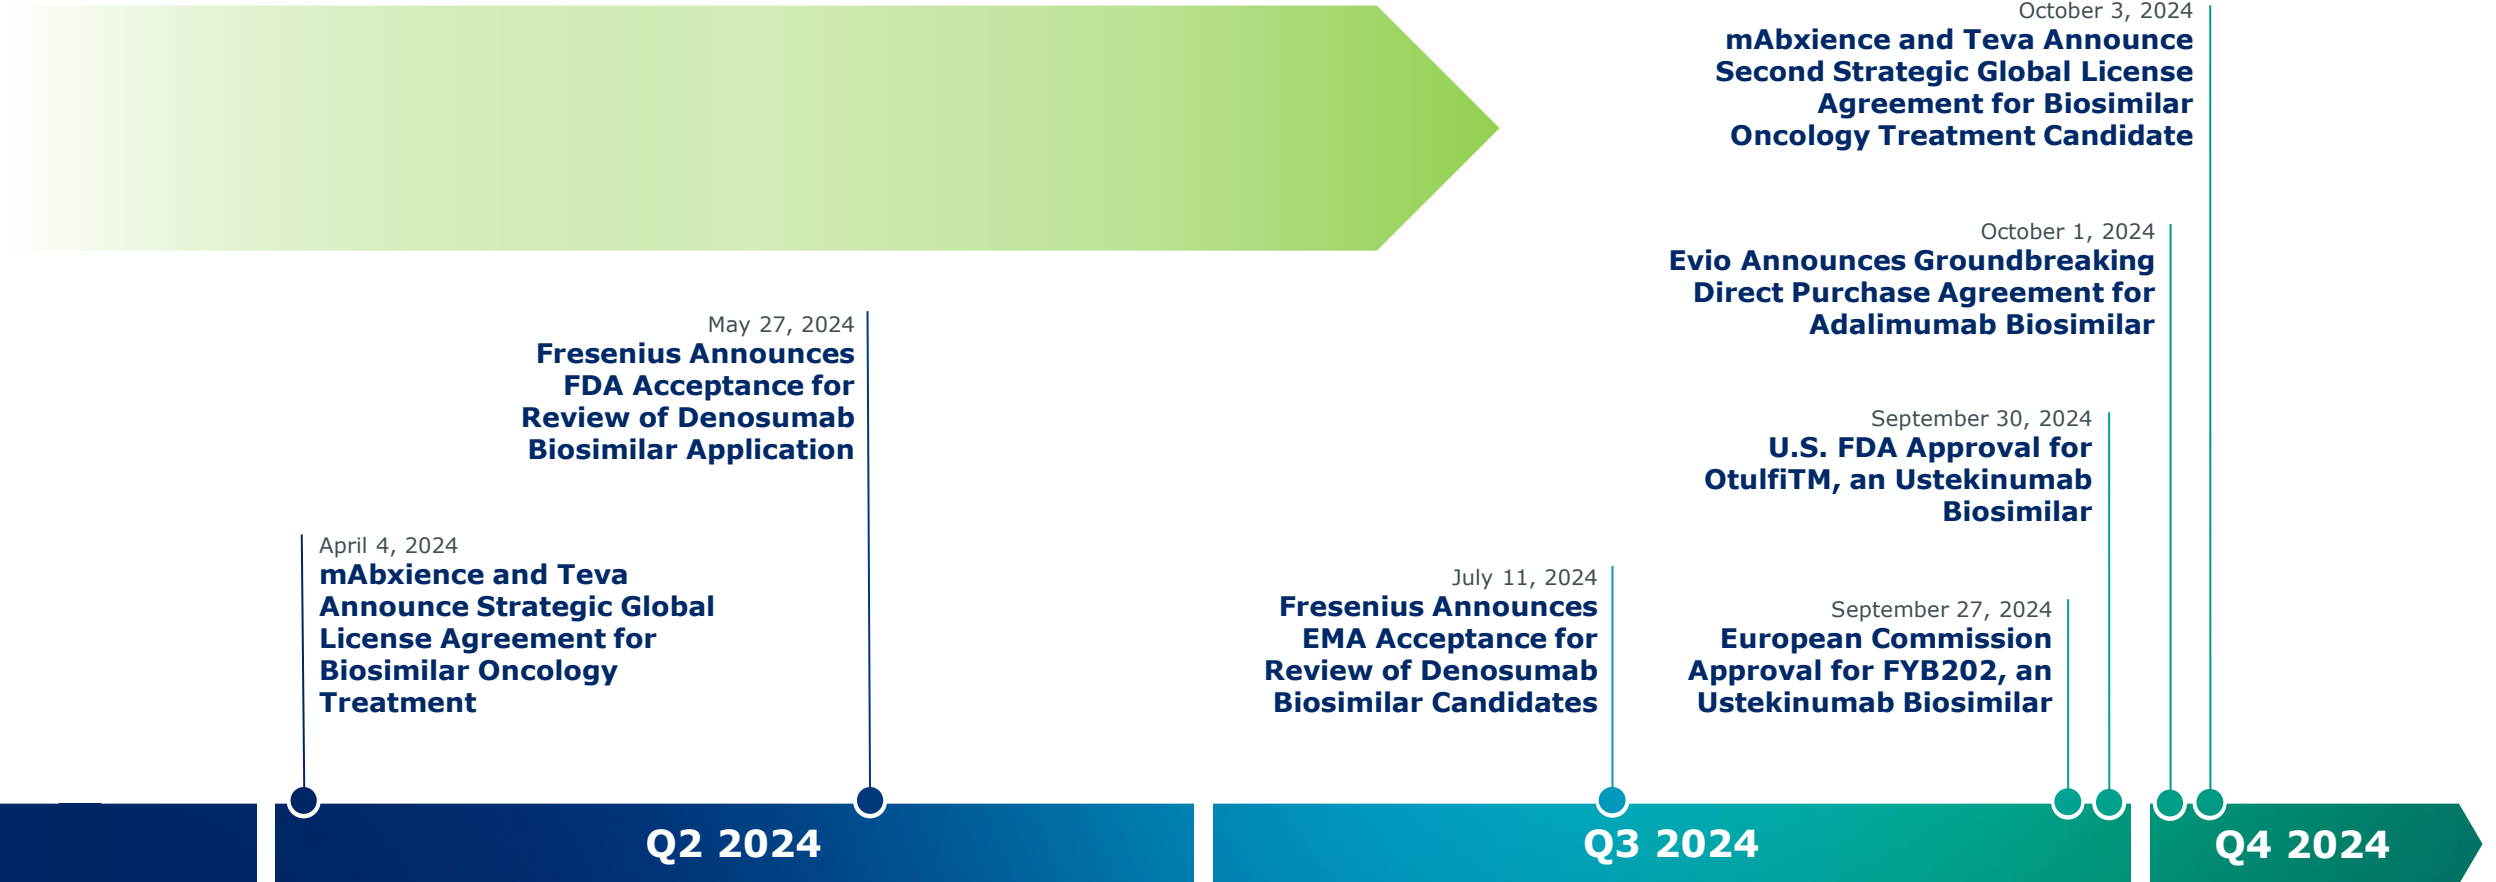 October 3, 2024
mAbxience and Teva Announce
Second Strategic Global License
Agreement for Biosimilar
Oncology Treatment Candidate
October 1, 2024
Evio Announces Groundbreaking
Direct Purchase Agreement for
Adalimumab Biosimilar
May 27, 2024
Fresenius Announces
FDA Acceptance for
Review of Denosumab
Biosimilar Application
September 30, 2024
U.S. FDA Approval for
OtulfiTM, an Ustekinumab
Biosimilar
April 4, 2024
mAbxience and Teva
Announce Strategic Global
License Agreement for
Biosimilar Oncology
Treatment
July 11, 2024
Fresenius Announces
EMA Acceptance for
Review of Denosumab
Biosimilar Candidates
September 27, 2024
European Commission
Approval for FYB202, an
Ustekinumab Biosimilar
Q2 2024
Q3 2024
Q4 2024